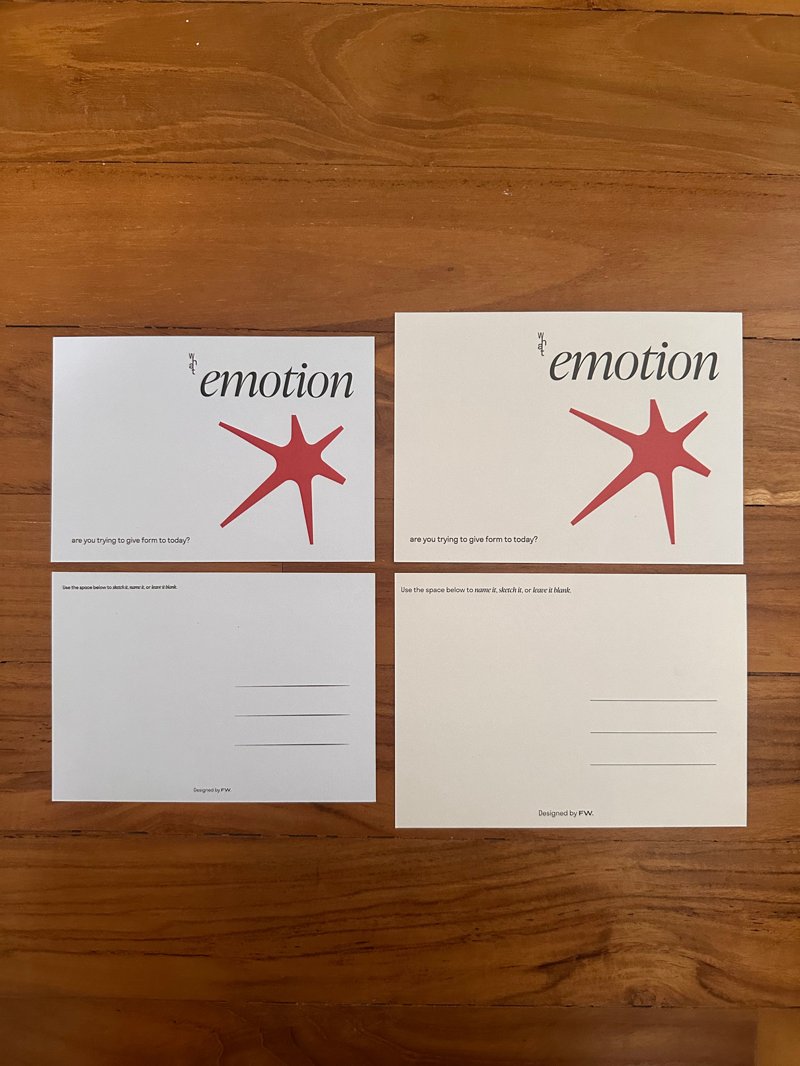 what
emotion
are you trying to give form to today?
what
emotion
are you trying to give form to today?
Use the space below to sketch it, name it, or leave it blank.
Designed by FW.
Use the space below to name it, sketch it, or leave it blank.
Designed by FW.